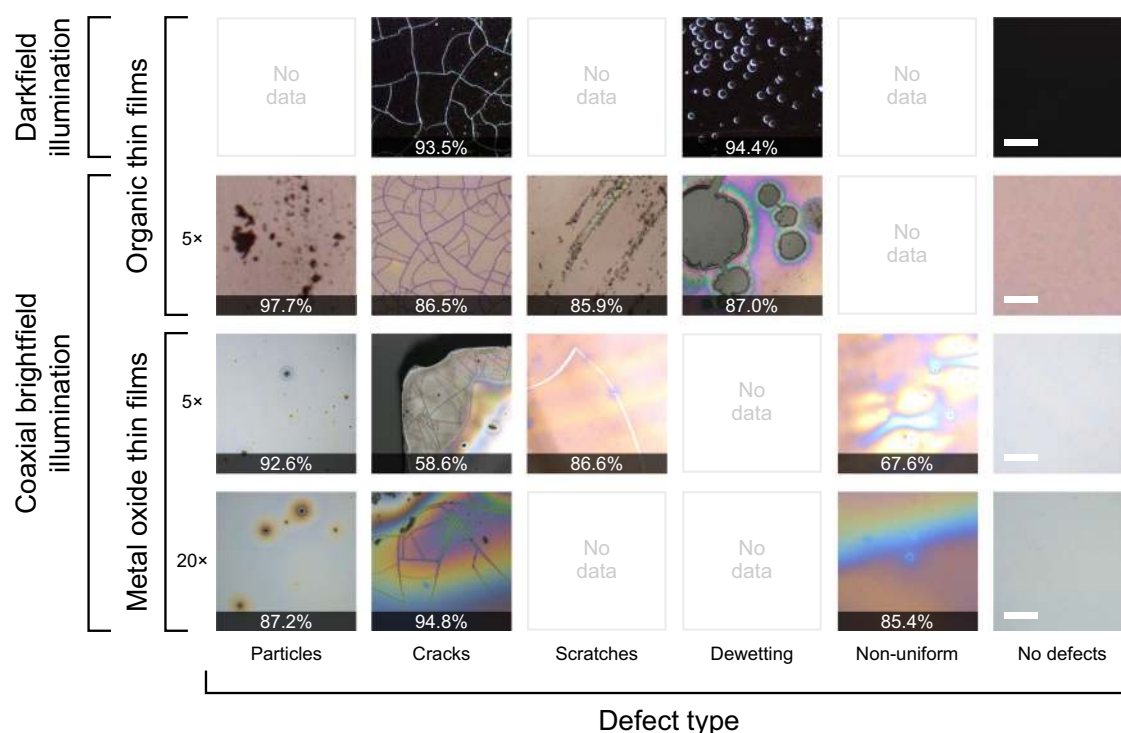 Darkfield
illumination
Organic thin films
No
data
93.5%
No
data
94.4%
No
data
5×
97.7%
86.5%
85.9%
87.0%
No
data
Coaxial brightfield
illumination
Metal oxide thin films
5×
92.6%
58.6%
86.6%
No
data
67.6%
20×
87.2%
94.8%
No
data
No
data
85.4%
Particles
Cracks
Scratches
Dewetting
Non-uniform
No defects
Defect type